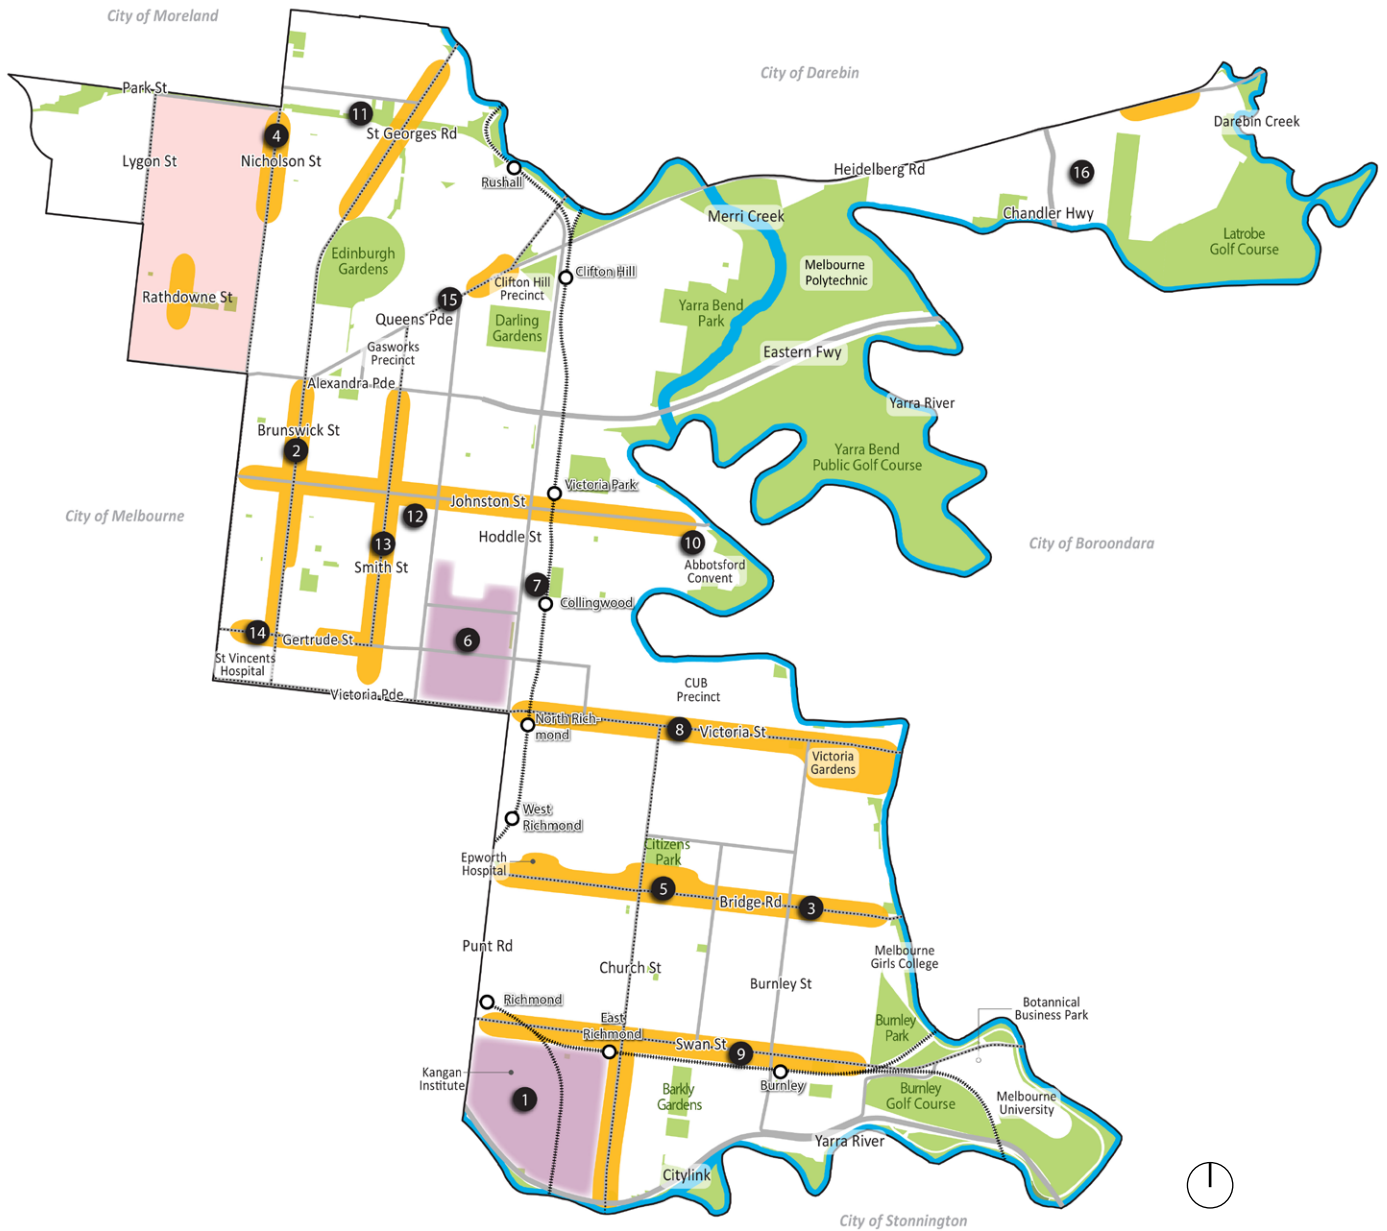 City of Moreland
City of Darebin
Park St
11
St Georges Rd
4
Lygon St
Nicholson St
Darebin Creek
Rushall
Heidelberg Rd
16
Merri Creek
Chandler Hwy
Latrobe
Golf Course
Edinburgh
Gardens
Clifton Hill
Melbourne
Polytechnic
Clifton Hill
Precinct
Rathdowne St
15
Queens Pde
Darling
Gardens
Yarra Bend
Park
Gasworks
Precinct
Eastern Fwy
Alexandra Pde
Yarra River
Brunswick St
2
Yarra Bend
Public Golf Course
Victoria Park
Johnston St
City of Melbourne
12
Hoddle St
13
10
City of Boroondara
Smith St
Abbotsford
Convent
7
Collingwood
14
Gertrude St
6
St Vincents
Hospital
Victoria Pde
CUB
Precinct
North Rich-
mond
8
Victoria St
Victoria
Gardens
West
Richmond
Citizens
Park
Epworth
Hospital
5
Bridge Rd
3
Punt Rd
Melbourne
Girls College
Church St
Burnley St
Richmond
Botannical
Business Park
East
Richmond
Burnley
Park
Swan St
9
Kangan
Institute
Burnley
1
Barkly
Gardens
Burnley
Golf Course
Melbourne
University
Yarra River
Citylink
City of Stonnington